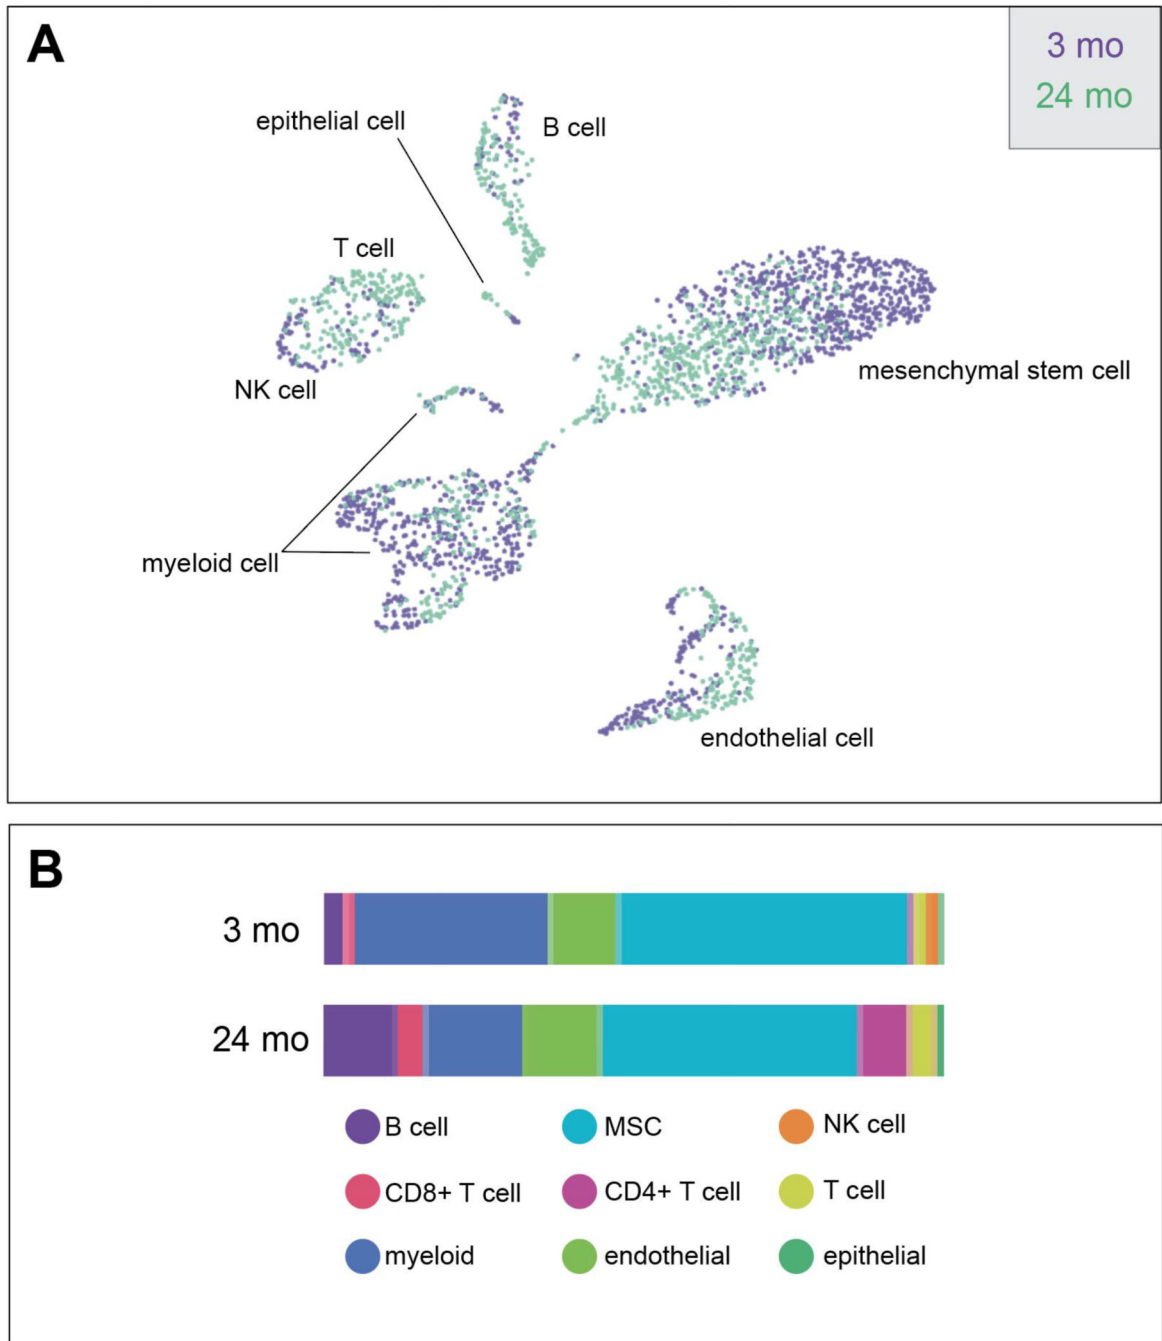 A
3 mo
24 mo
epithelial cell
B cell
T cell
mesenchymal stem cell
NK cell
myeloid cell
endothelial cell
B
3 mo
24 mo
B cell
MSC
NK cell
CD8+ T cell
CD4+ T cell
T cell
myeloid
endothelial
epithelial